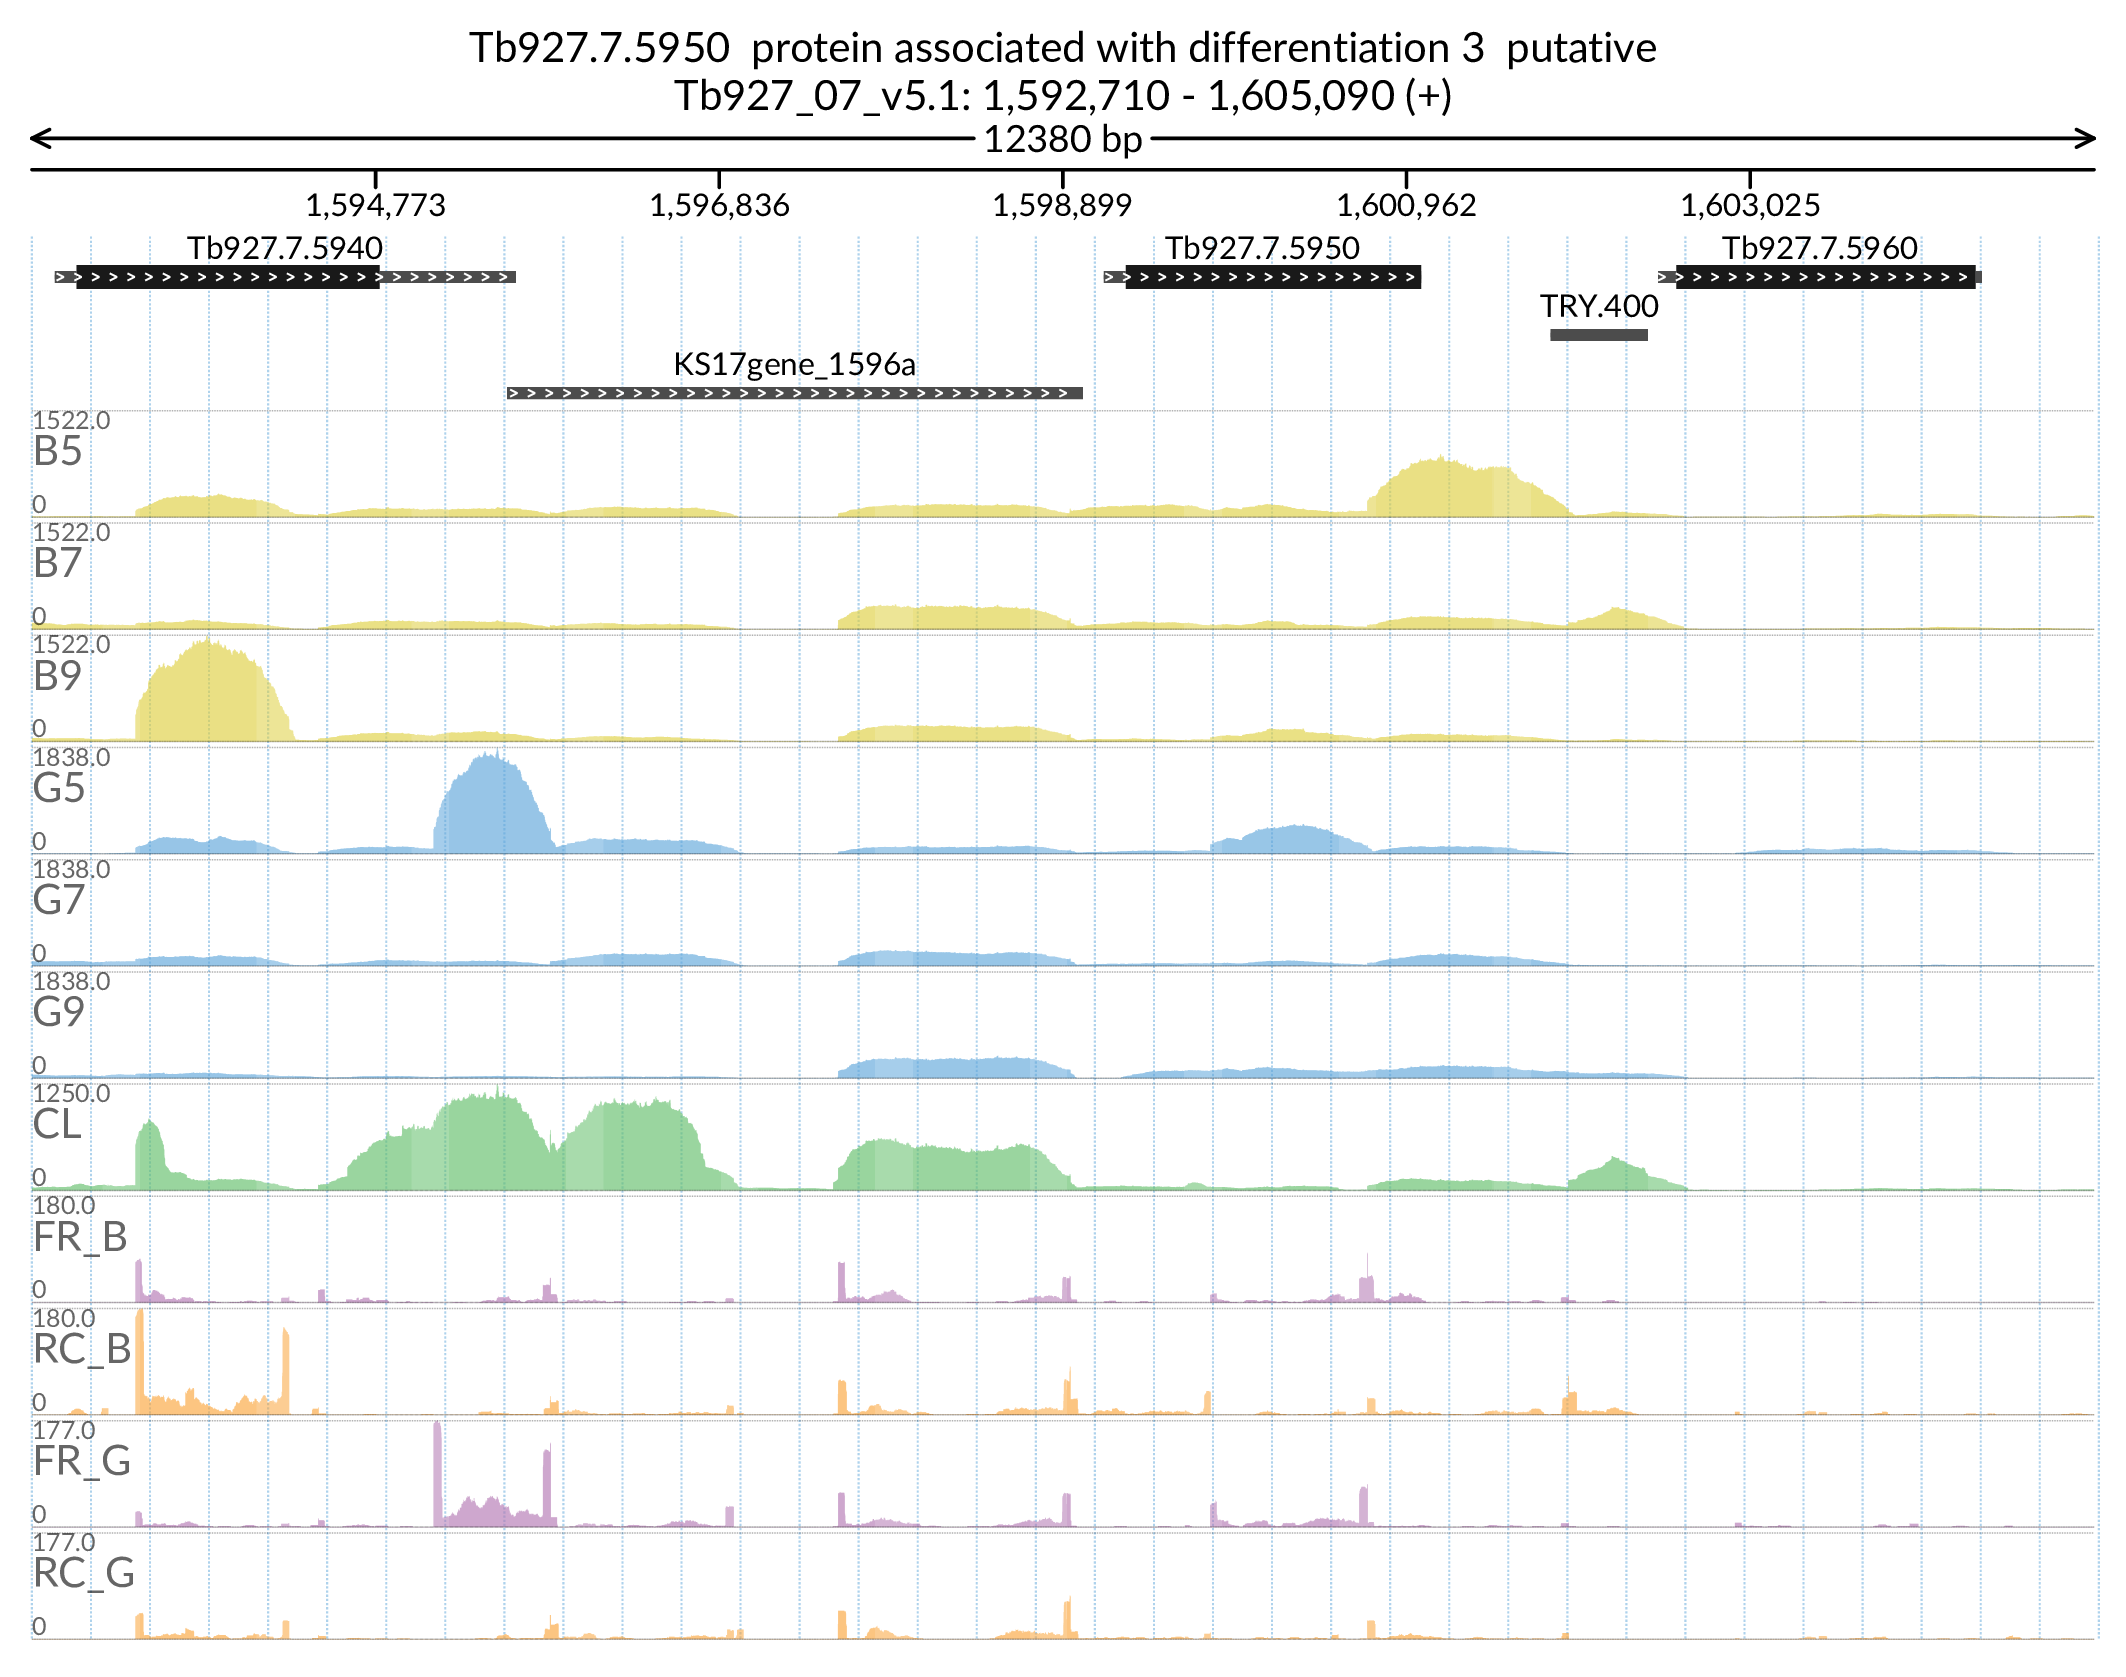 Tb927.7.5950  protein associated with differentiation 3  putative
Tb927_07_v5.1: 1,592,710 - 1,605,090 (+)
12380 bp
1,594,773 1,596,836 1,598,899 1,600,962 1,603,025
Tb927.7.5940 Tb927.7.5950 Tb927.7.5960
TRY.400
KS17gene_1596a
1522.0
B5
0
1522.0
B7
0
1522.0
B9
0
1838.0
G5
0
1838.0
G7
0
1838.0
G9
0
1250.0
CL
0
180.0
FR_B
0
180.0
RC_B
0
177.0
FR_G
0
177.0
RC_G
0